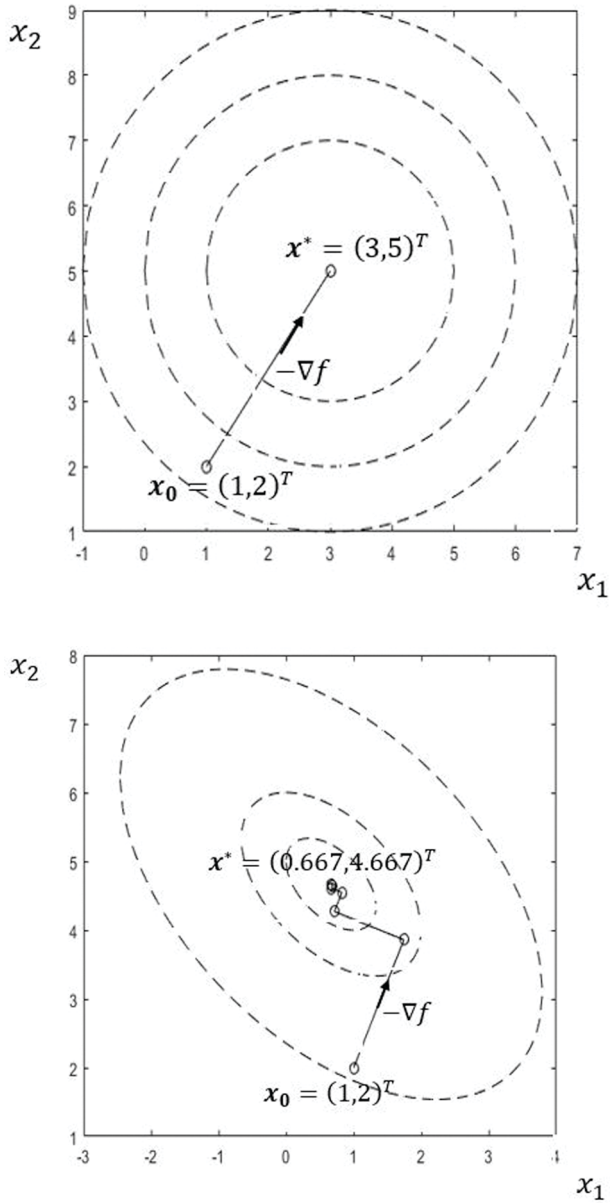 x₂
9
8
7
6
5
4
3
2
1
x* = (3,5)ᵀ
−∇f
x₀ = (1,2)ᵀ
-1 0 1 2 3 4 5 6 7
x₁
x₂
8
7
6
5
4
3
2
1
x* = (0.667,4.667)ᵀ
−∇f
x₀ = (1,2)ᵀ
-3 -2 -1 0 1 2 3 4
x₁